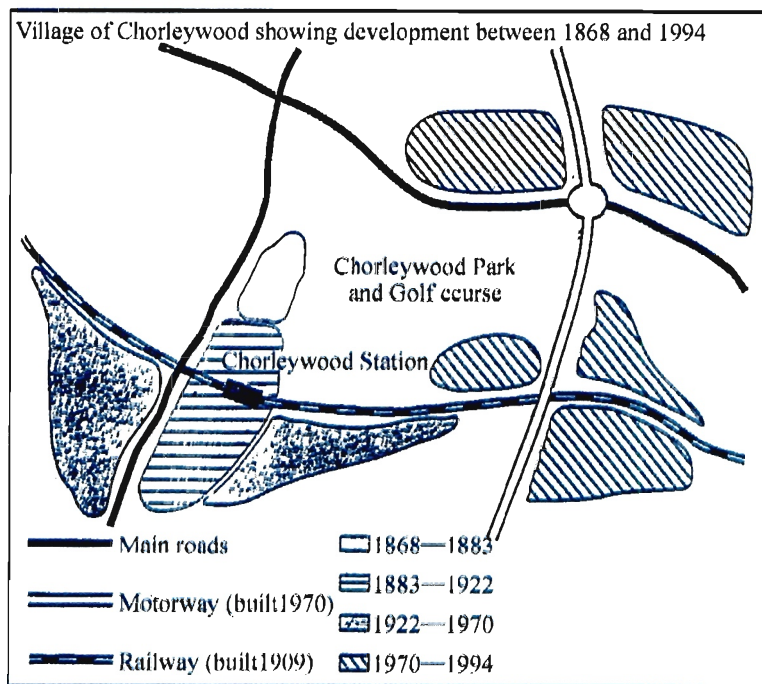 Village of Chorleywood showing development between 1868 and 1994
Chorleywood Park
and Golf ccurse
Chorleywood Station
Main roads
Motorway (built1970)
Railway (built1909)
1868—1883
1883—1922
1922—1970
1970—1994